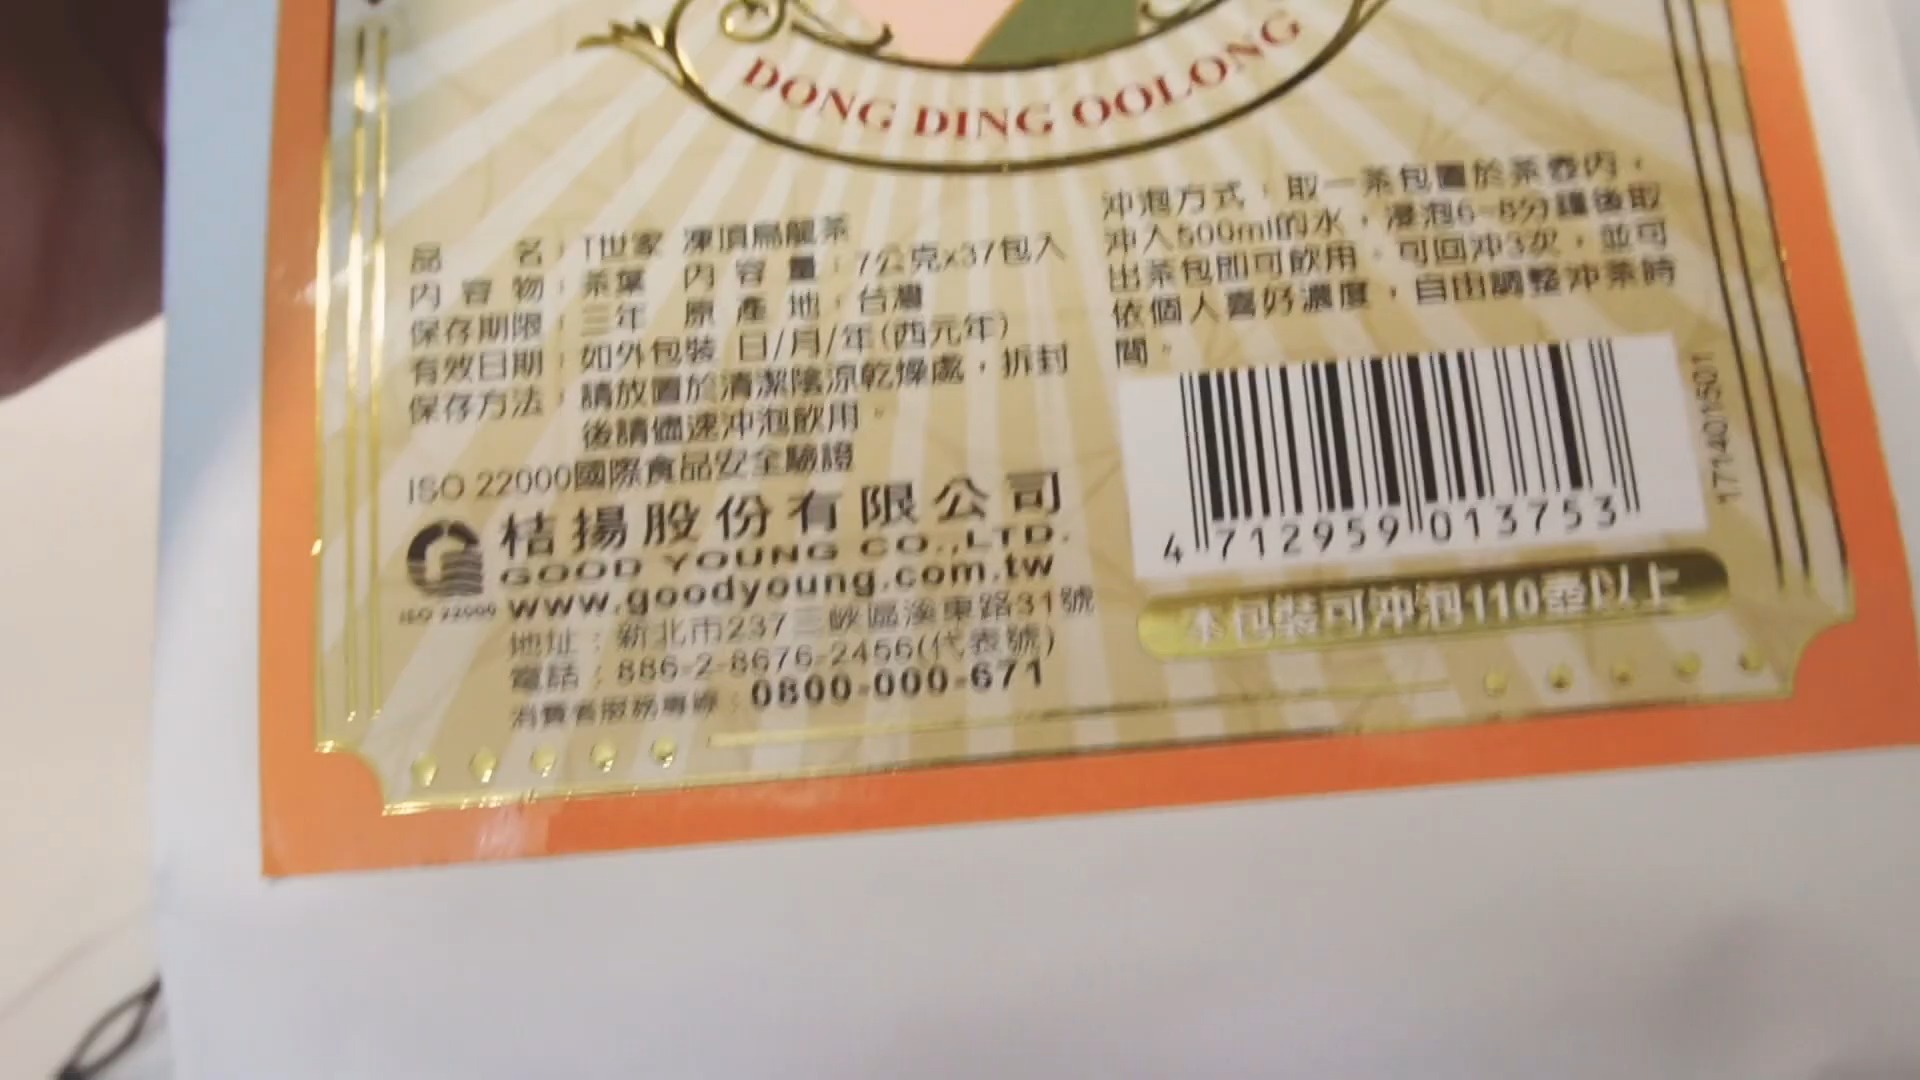 DONG DING OOLONG
品　　名：T世家 凍頂烏龍茶
內 容 物：茶葉 內 容 量：7公克x37包入
保存期限：三年 原 產 地：台灣
有效日期：如外包裝 日/月/年(西元年)
保存方法：請放置於清潔陰涼乾燥處，拆封
後請儘速沖泡飲用。
ISO 22000國際食品安全驗證
桔揚股份有限公司
GOOD YOUNG CO.,LTD.
www.goodyoung.com.tw
ISO 22000
地址：新北市237三峽區溪東路31號
電話：886-2-8676-2456(代表號)
消費者服務專線：0800-000-671
沖泡方式：取一茶包置於茶壺內，
沖入500ml的水，浸泡6-8分鐘後取
出茶包即可飲用。可回沖3次，並可
依個人喜好濃度，自由調整沖茶時
間。
4 712959 013753
1714015501
本包裝可沖泡110壺以上